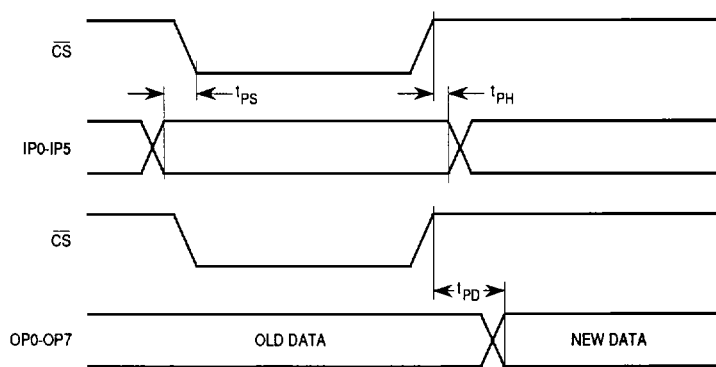 CS
tPS
tPH
IP0-IP5
CS
tPD
OP0-OP7
OLD DATA
NEW DATA